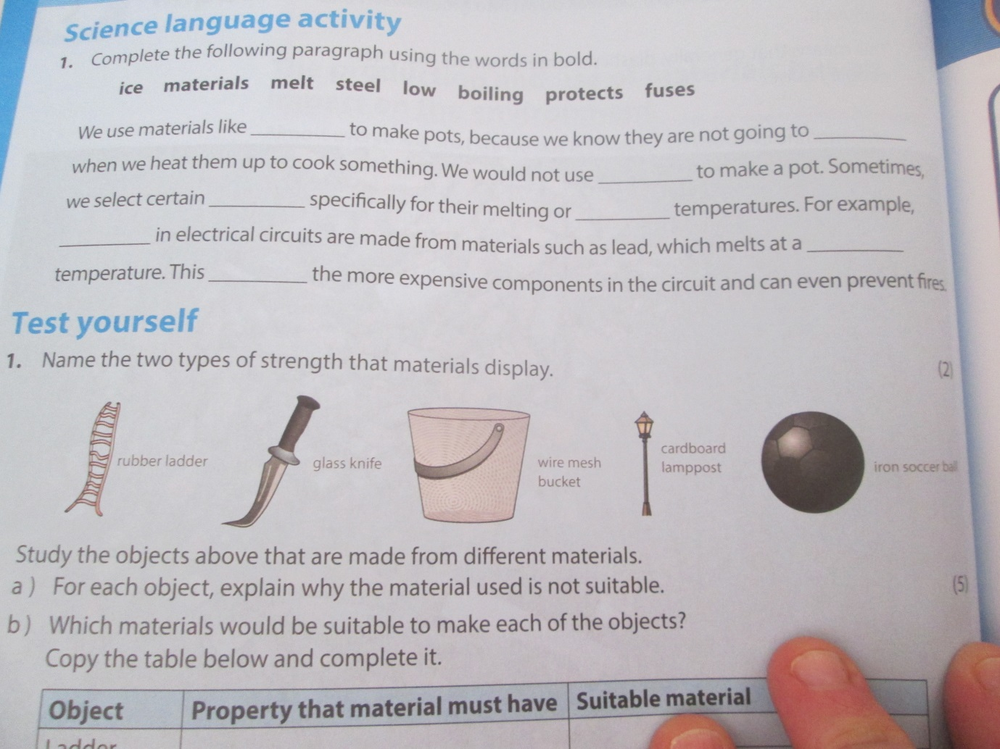 Science language activity
1. Complete the following paragraph using the words in bold.
ice materials melt steel low boiling protects fuses
We use materials like __________ to make pots, because we know they are not going to __________
when we heat them up to cook something. We would not use __________ to make a pot. Sometimes,
we select certain __________ specifically for their melting or __________ temperatures. For example,
__________ in electrical circuits are made from materials such as lead, which melts at a __________
temperature. This __________ the more expensive components in the circuit and can even prevent fires.
Test yourself
1. Name the two types of strength that materials display. (2)
rubber ladder
glass knife
wire mesh
bucket
cardboard
lamppost
iron soccer ball
Study the objects above that are made from different materials.
a) For each object, explain why the material used is not suitable. (5)
b) Which materials would be suitable to make each of the objects?
Copy the table below and complete it.
Object Property that material must have Suitable material
Ladder